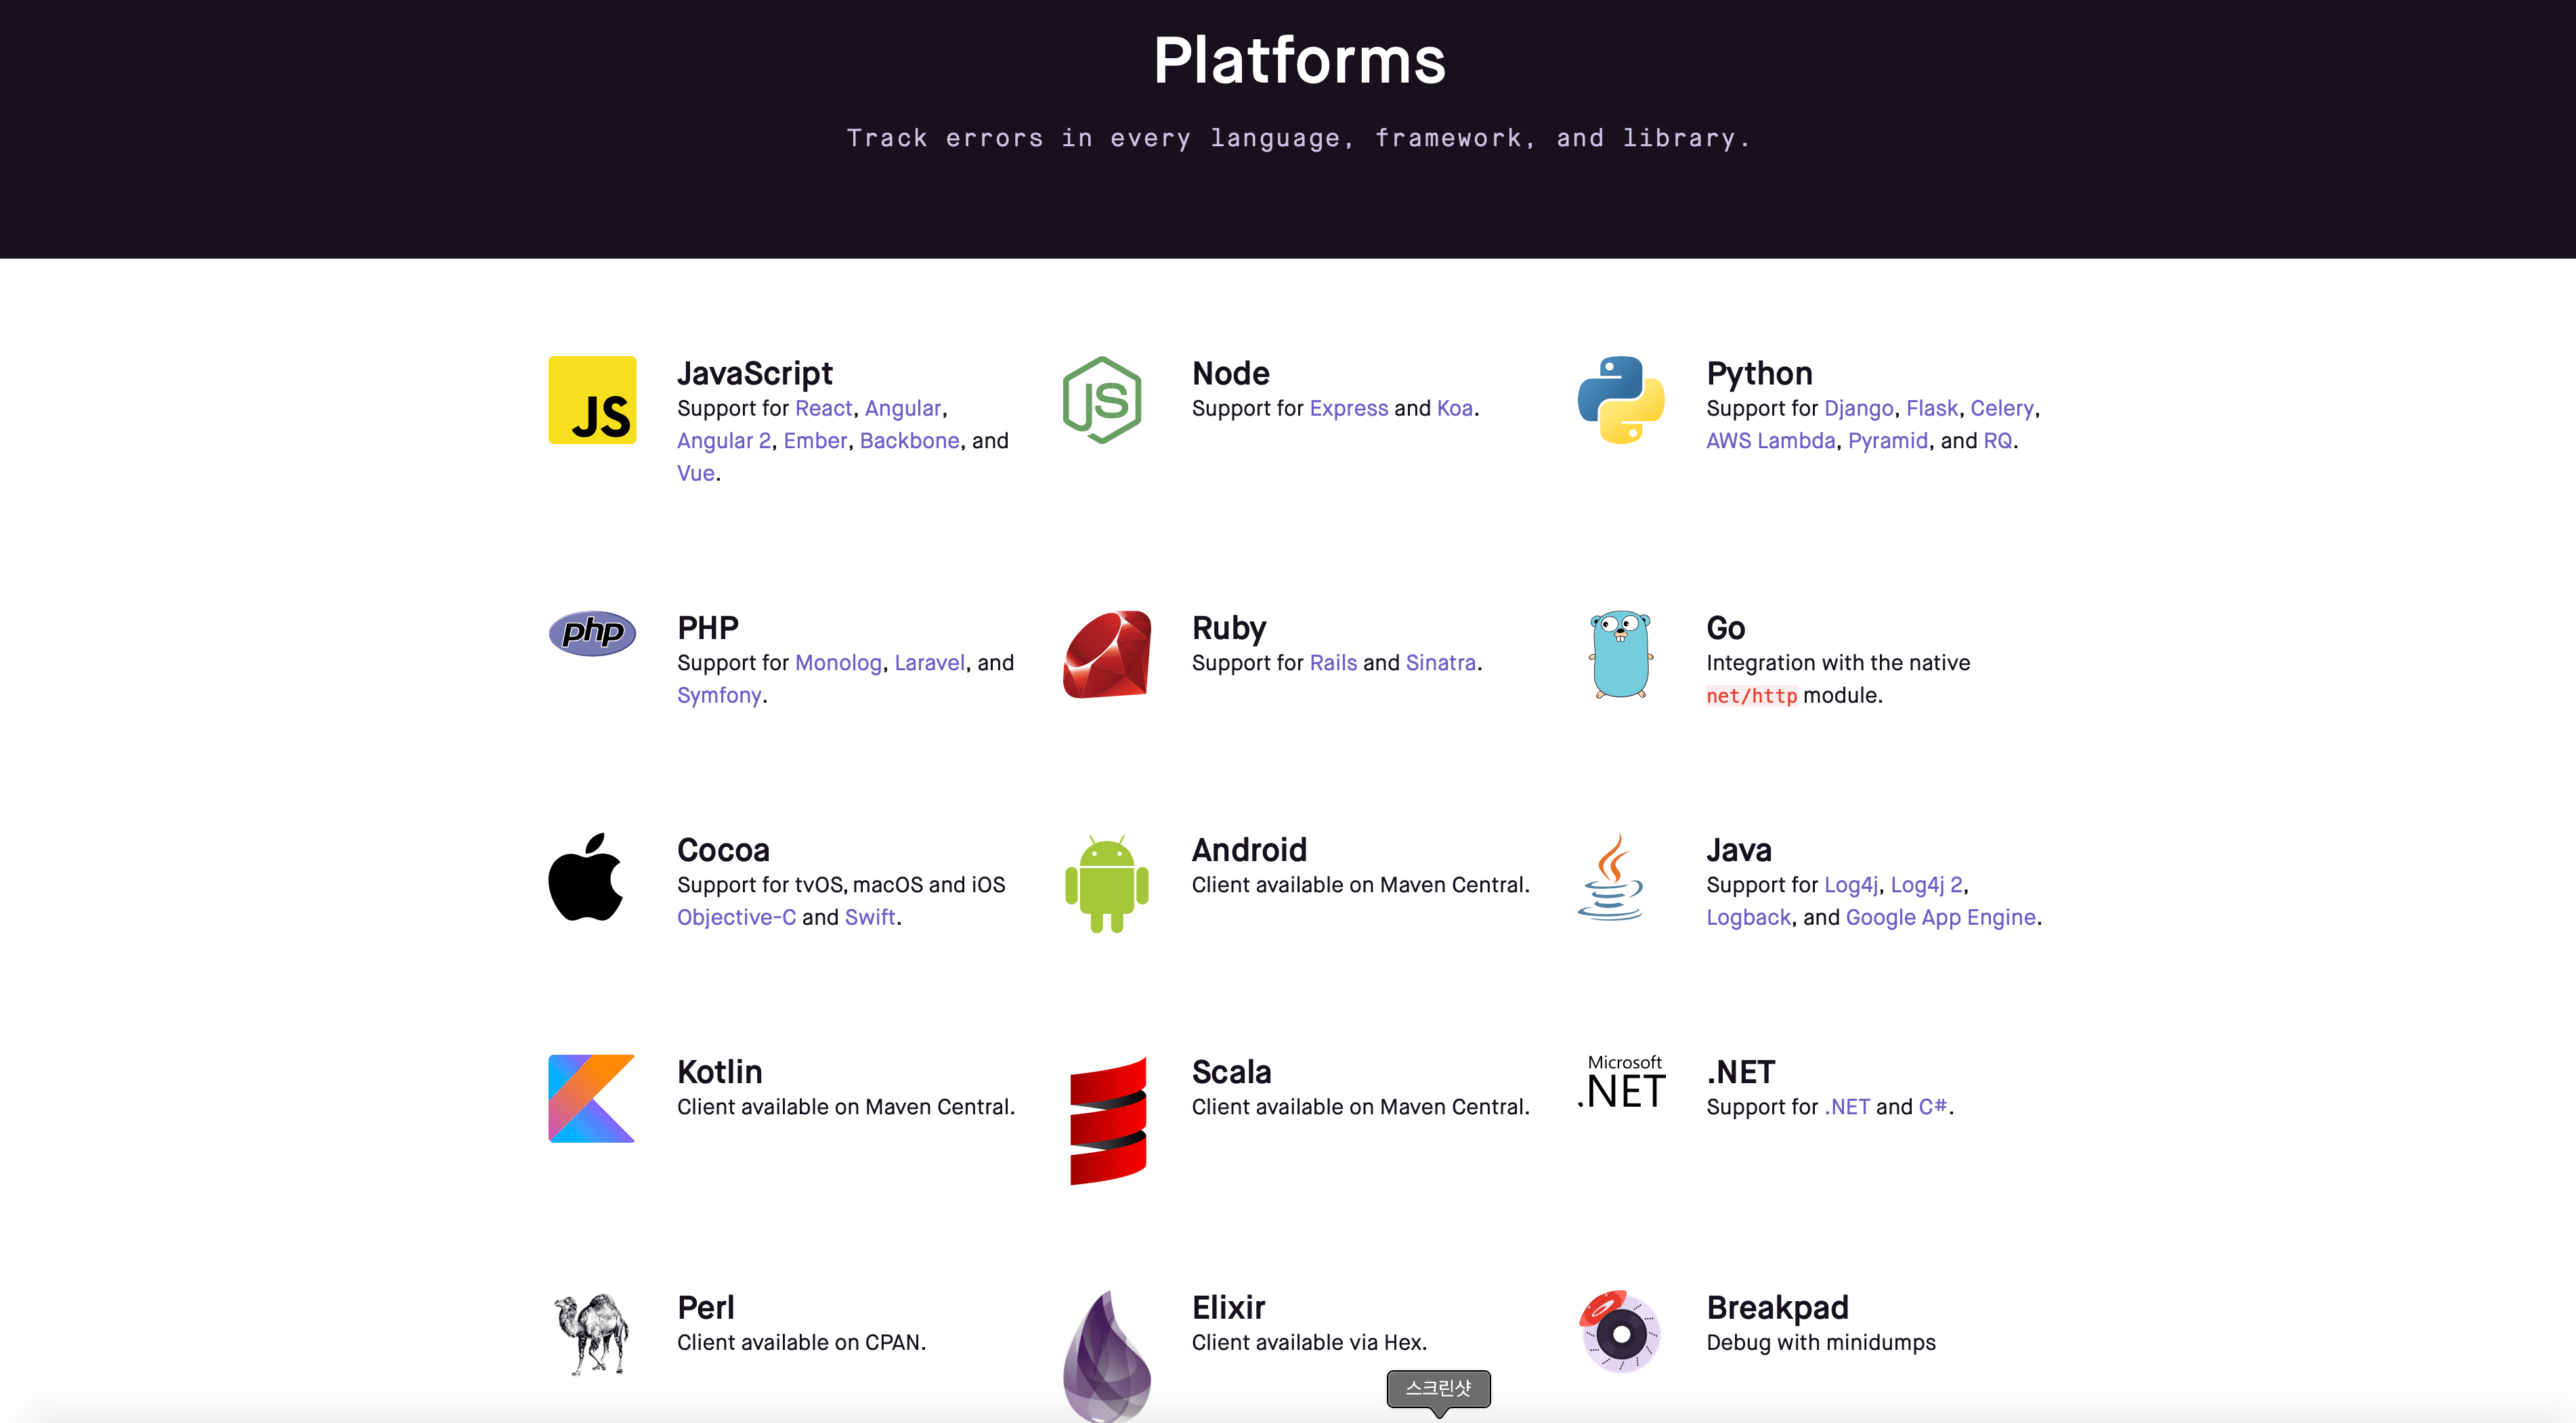 Platforms
Track errors in every language, framework, and library.
JS
JavaScript
Support for React, Angular,
Angular 2, Ember, Backbone, and
Vue.
JS
Node
Support for Express and Koa.
Python
Support for Django, Flask, Celery,
AWS Lambda, Pyramid, and RQ.
php
PHP
Support for Monolog, Laravel, and
Symfony.
Ruby
Support for Rails and Sinatra.
Go
Integration with the native
net/http module.
Cocoa
Support for tvOS, macOS and iOS
Objective-C and Swift.
Android
Client available on Maven Central.
Java
Support for Log4j, Log4j 2,
Logback, and Google App Engine.
Kotlin
Client available on Maven Central.
Scala
Client available on Maven Central.
Microsoft
.NET
.NET
Support for .NET and C#.
Perl
Client available on CPAN.
Elixir
Client available via Hex.
Breakpad
Debug with minidumps
스크린샷